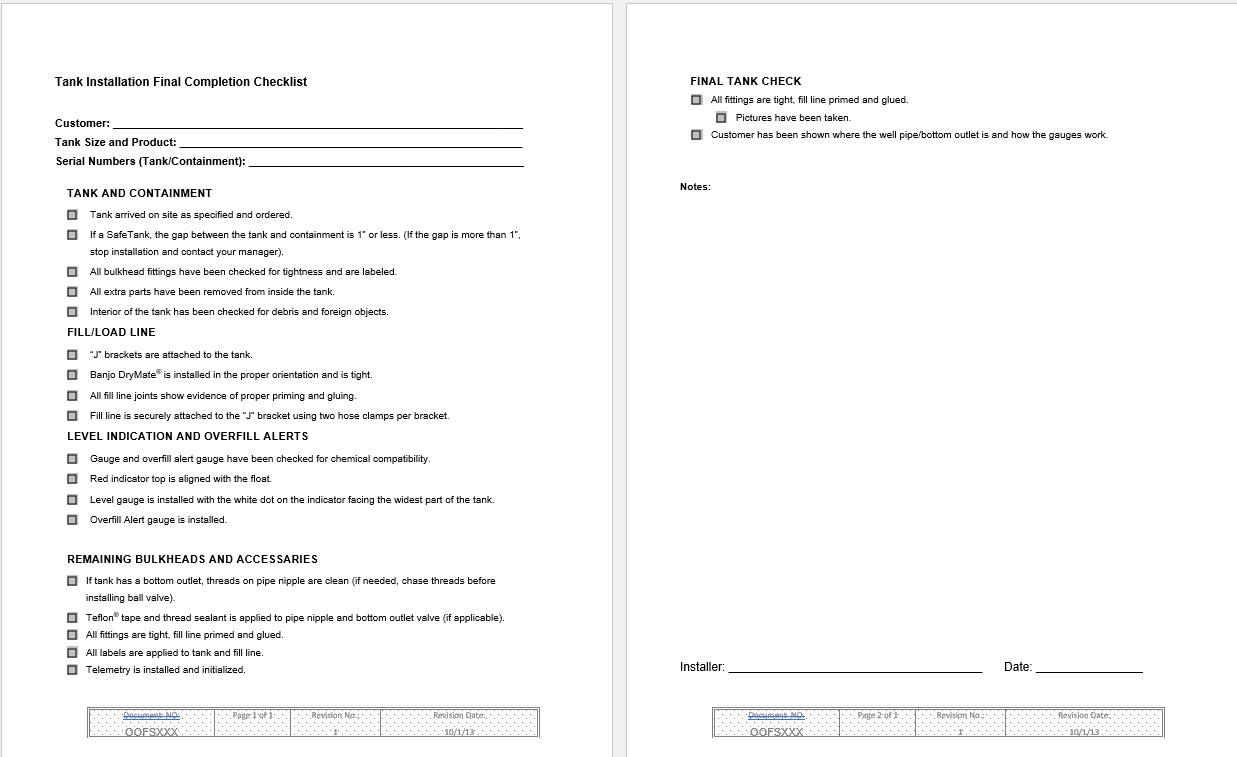 Tank Installation Final Completion Checklist
Customer:
Tank Size and Product:
Serial Numbers (Tank/Containment):
TANK AND CONTAINMENT
Tank arrived on site as specified and ordered.
If a SafeTank, the gap between the tank and containment is 1" or less. (If the gap is more than 1",
stop installation and contact your manager).
All bulkhead fittings have been checked for tightness and are labeled.
All extra parts have been removed from inside the tank.
Interior of the tank has been checked for debris and foreign objects.
FILL/LOAD LINE
“J” brackets are attached to the tank.
Banjo DryMate® is installed in the proper orientation and is tight.
All fill line joints show evidence of proper priming and gluing.
Fill line is securely attached to the “J” bracket using two hose clamps per bracket.
LEVEL INDICATION AND OVERFILL ALERTS
Gauge and overfill alert gauge have been checked for chemical compatibility.
Red indicator top is aligned with the float.
Level gauge is installed with the white dot on the indicator facing the widest part of the tank.
Overfill Alert gauge is installed.
REMAINING BULKHEADS AND ACCESSARIES
If tank has a bottom outlet, threads on pipe nipple are clean (if needed, chase threads before
installing ball valve).
Teflon® tape and thread sealant is applied to pipe nipple and bottom outlet valve (if applicable).
All fittings are tight, fill line primed and glued.
All labels are applied to tank and fill line.
Telemetry is installed and initialized.
Document NO: Page 1 of 1 Revision No.: Revision Date:
OOFSXXX 1 10/1/13
FINAL TANK CHECK
All fittings are tight, fill line primed and glued.
Pictures have been taken.
Customer has been shown where the well pipe/bottom outlet is and how the gauges work.
Notes:
Installer: Date:
Document NO: Page 2 of 1 Revision No.: Revision Date:
OOFSXXX 1 10/1/13